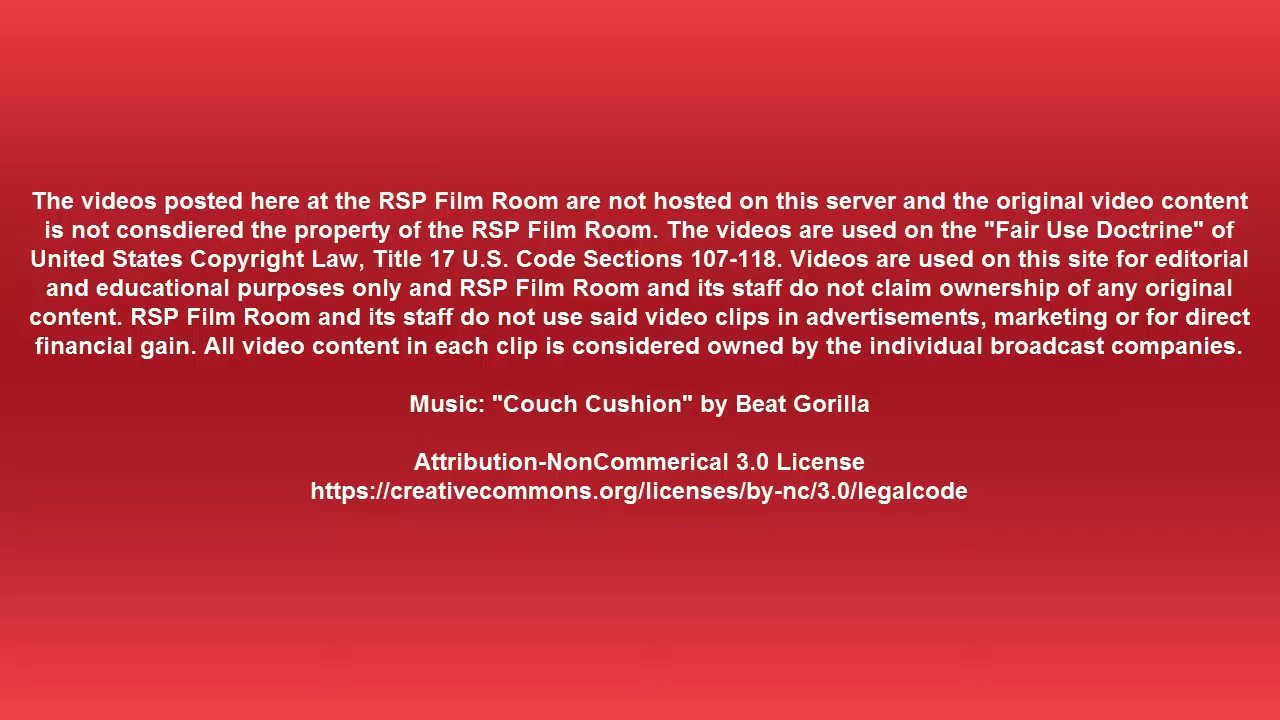 The videos posted here at the RSP Film Room are not hosted on this server and the original video content
is not consdiered the property of the RSP Film Room. The videos are used on the "Fair Use Doctrine" of
United States Copyright Law, Title 17 U.S. Code Sections 107-118. Videos are used on this site for editorial
and educational purposes only and RSP Film Room and its staff do not claim ownership of any original
content. RSP Film Room and its staff do not use said video clips in advertisements, marketing or for direct
financial gain. All video content in each clip is considered owned by the individual broadcast companies.
Music: "Couch Cushion" by Beat Gorilla
Attribution-NonCommerical 3.0 License
https://creativecommons.org/licenses/by-nc/3.0/legalcode